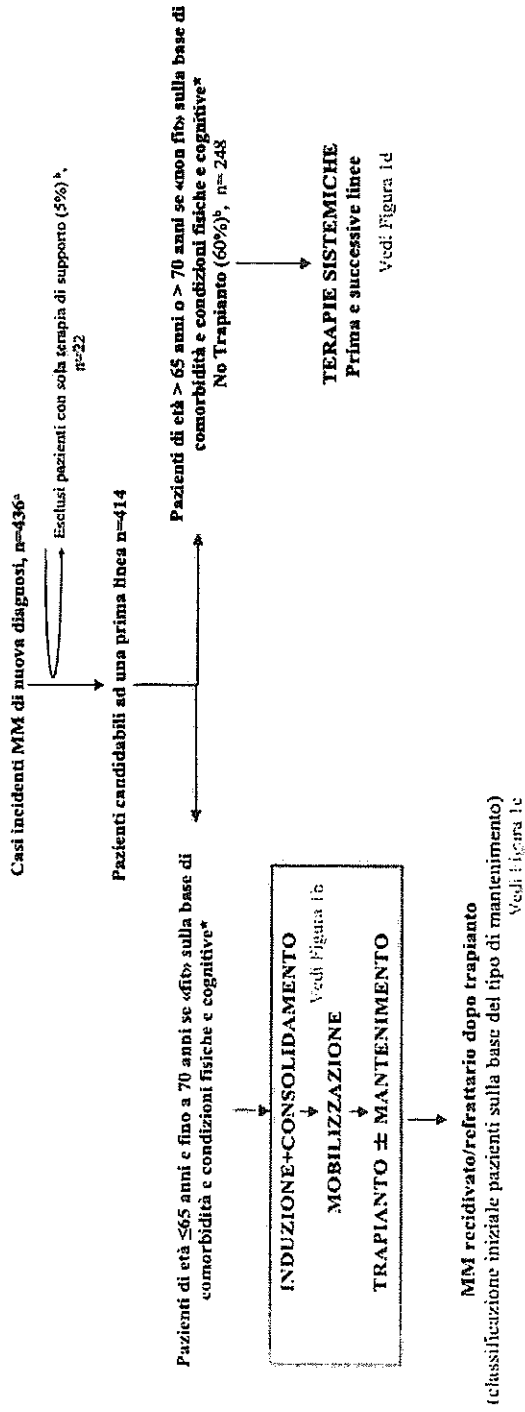 Casi incidenti MM di nuova diagnosi, n=436ª
Esclusi pazienti con sola terapia di supporto (5%)ᵇ,
n=22
Pazienti candidabili ad una prima linea n=414
Pazienti di età ≤65 anni e fino a 70 anni se «fit» sulla base di
comorbidità e condizioni fisiche e cognitive*
INDUZIONE+CONSOLIDAMENTO
Vedi Figura 1b
MOBILIZZAZIONE
TRAPIANTO ± MANTENIMENTO
MM recidivato/refrattario dopo trapianto
(classificazione iniziale pazienti sulla base del tipo di mantenimento)
Vedi Figura 1c
Pazienti di età > 65 anni o > 70 anni se «non fit» sulla base di
comorbidità e condizioni fisiche e cognitive*
No Trapianto (60%)ᵇ, n= 248
TERAPIE SISTEMICHE
Prima e successive linee
Vedi Figura 1d